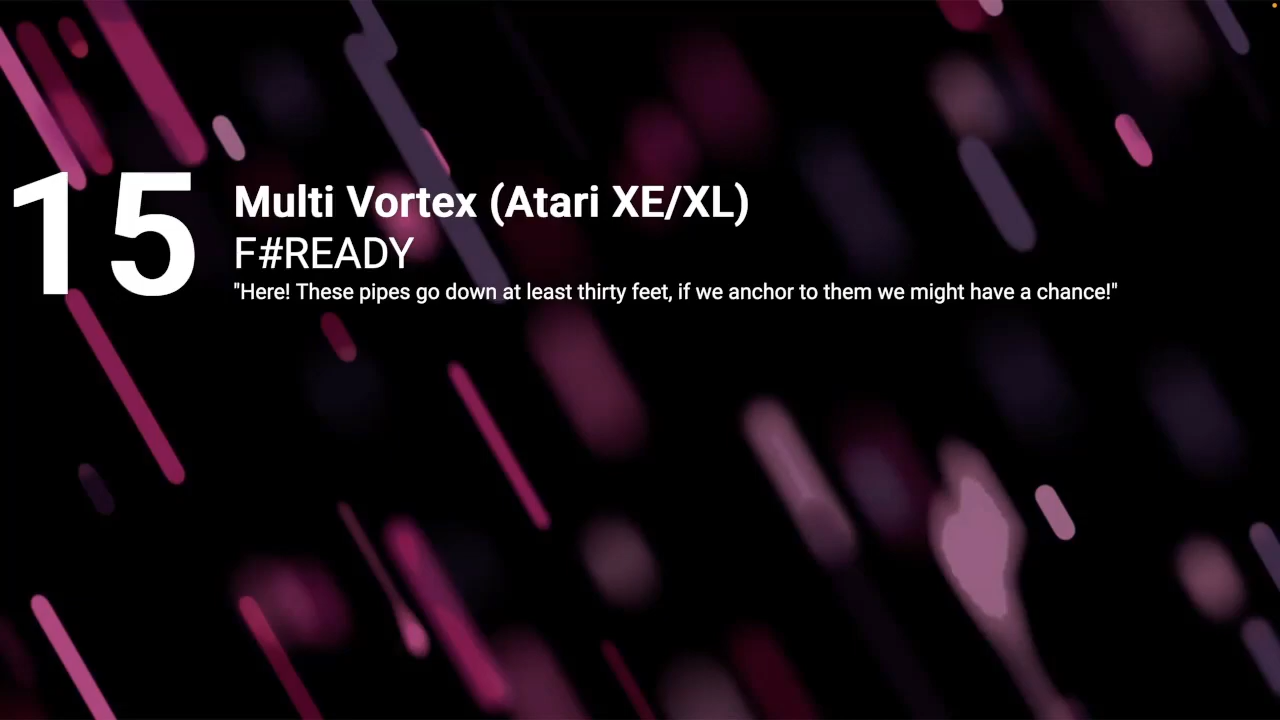 15
Multi Vortex (Atari XE/XL)
F#READY
"Here! These pipes go down at least thirty feet, if we anchor to them we might have a chance!"